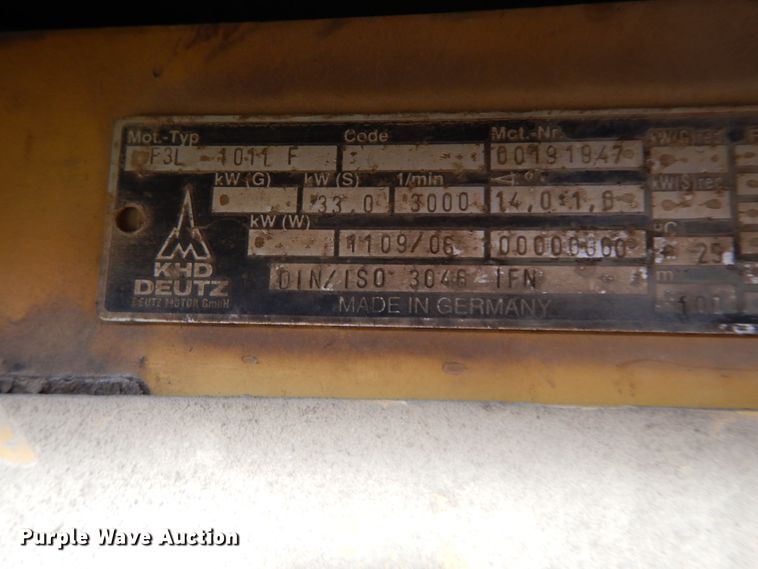 Mot.-Typ Code Mot.-Nr.
F3L 1011 F 00191947
kW (G) kW (S) 1/min
33,0 3000 14,0-1,0
kW (W) °C
1109/06 00000000 25
KHD
DEUTZ DIN/ISO 3046 IFN m
DEUTZ MOTOR GmbH MADE IN GERMANY 100
Purple Wave Auction